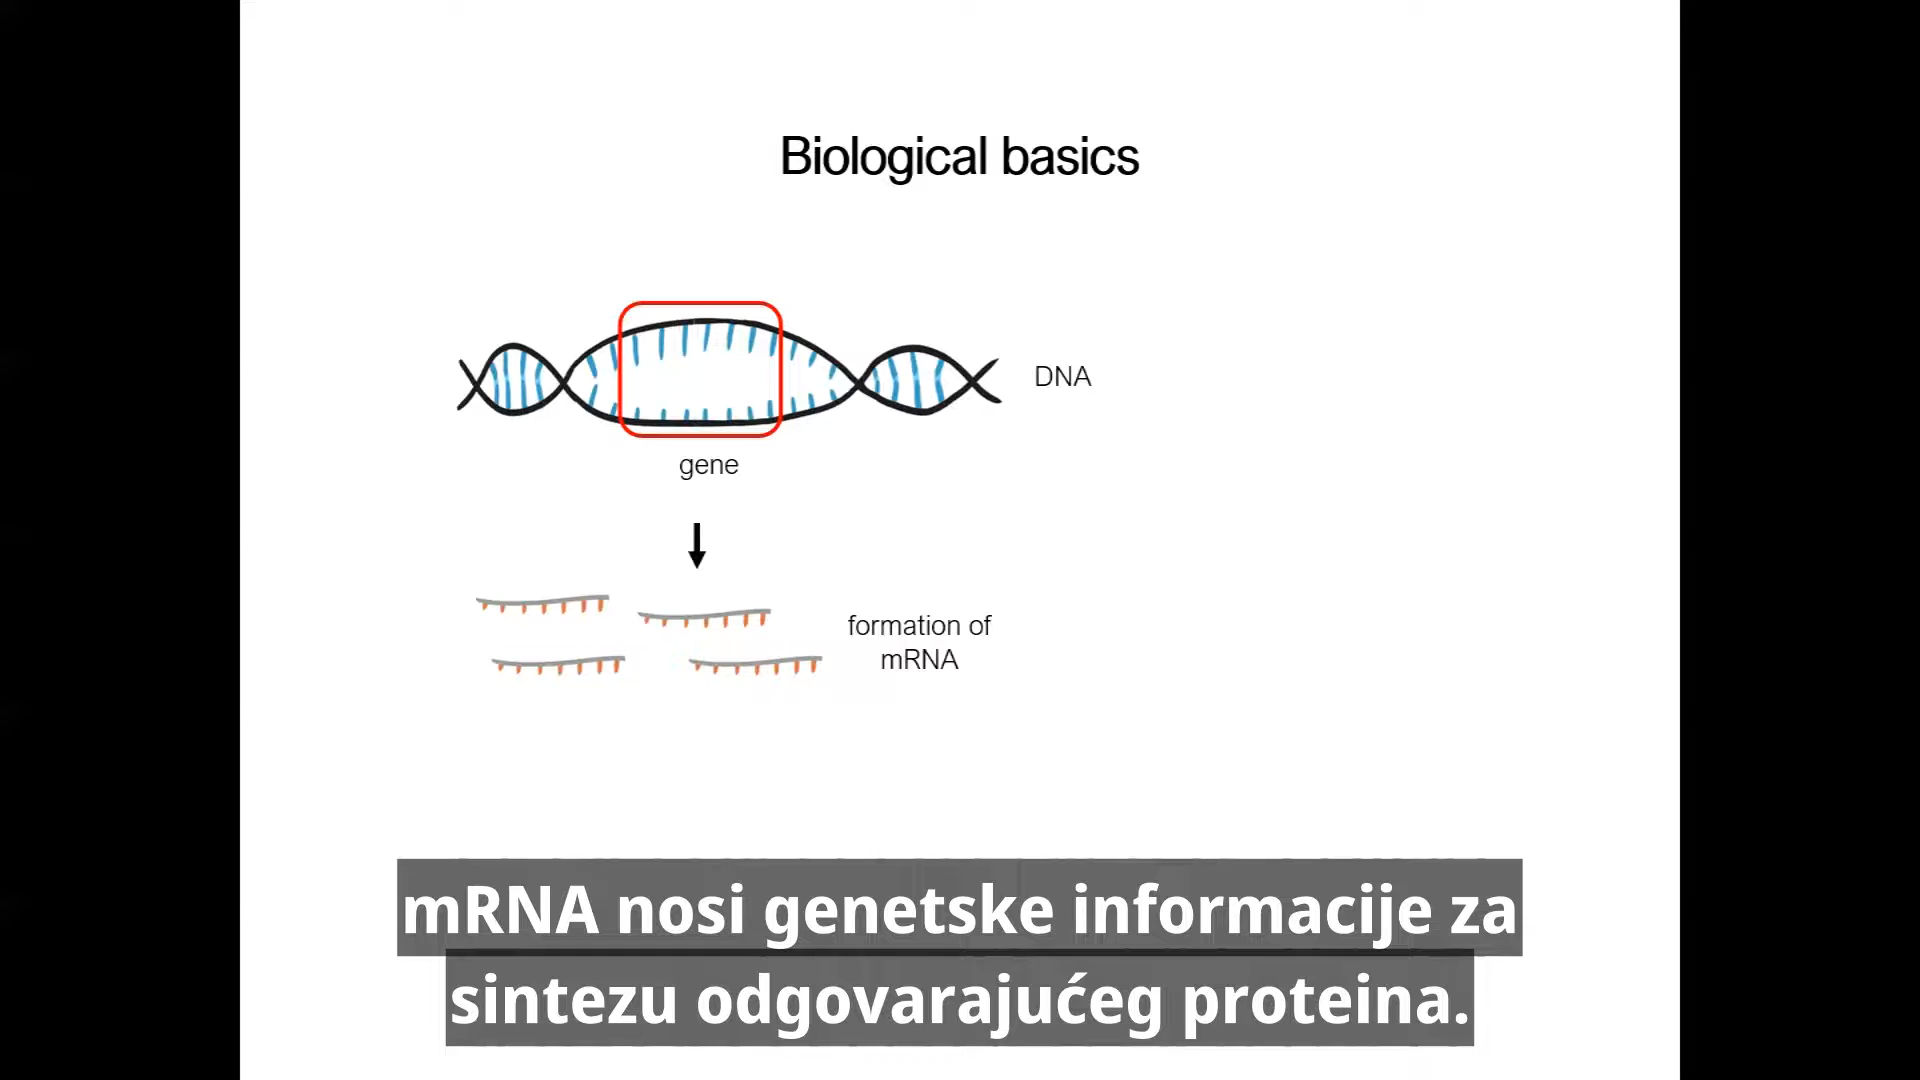 Biological basics
DNA
gene
formation of
mRNA
mRNA nosi genetske informacije za
sintezu odgovarajućeg proteina.